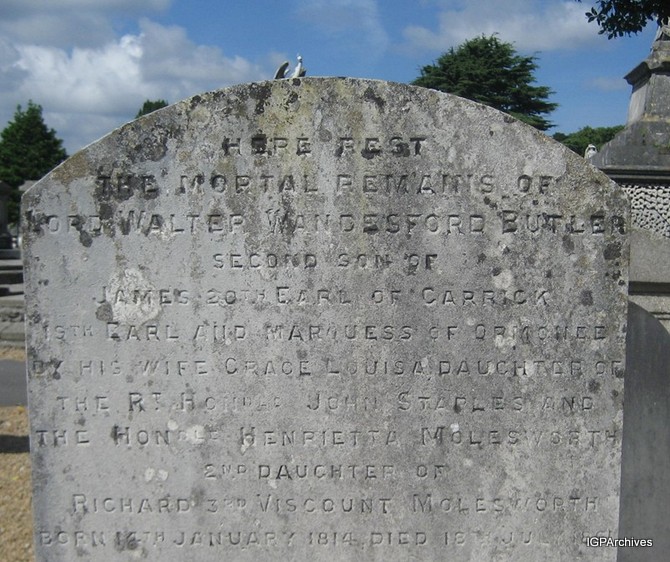 HERE REST
THE MORTAL REMAINS OF
LORD WALTER WANDESFORD BUTLER
SECOND SON OF
JAMES 20TH EARL OF CARRICK
19TH EARL AND MARQUESS OF ORMONDE
BY HIS WIFE GRACE LOUISA DAUGHTER OF
THE RT HONBLE JOHN STAPLES AND
THE HONBLE HENRIETTA MOLESWORTH
2ND DAUGHTER OF
RICHARD 3RD VISCOUNT MOLESWORTH
BORN JANUARY 1814 DIED 18TH JULY
IGPArchives